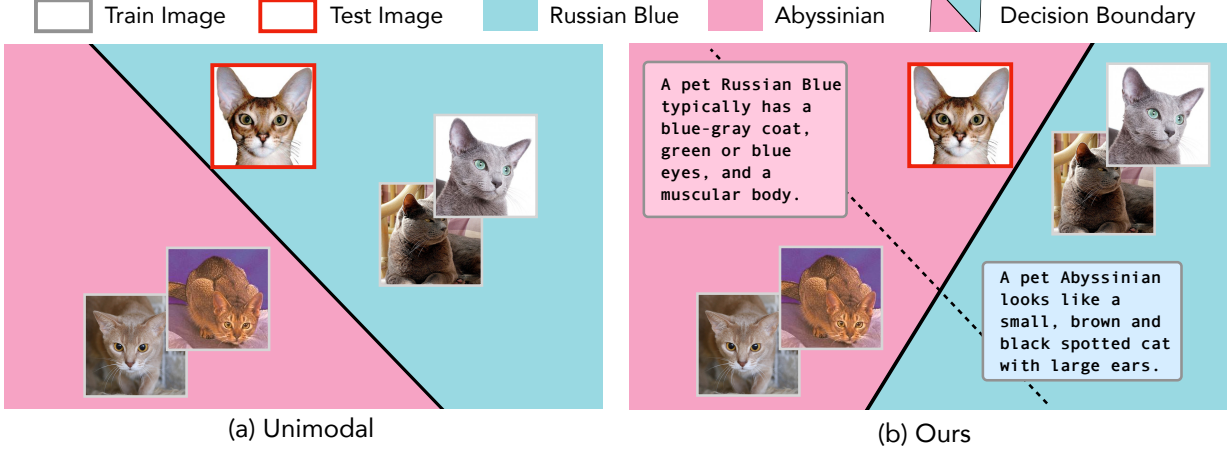 Train Image Test Image Russian Blue Abyssinian Decision Boundary
A pet Russian Blue
typically has a
blue-gray coat,
green or blue
eyes, and a
muscular body.
A pet Abyssinian
looks like a
small, brown and
black spotted cat
with large ears.
(a) Unimodal
(b) Ours